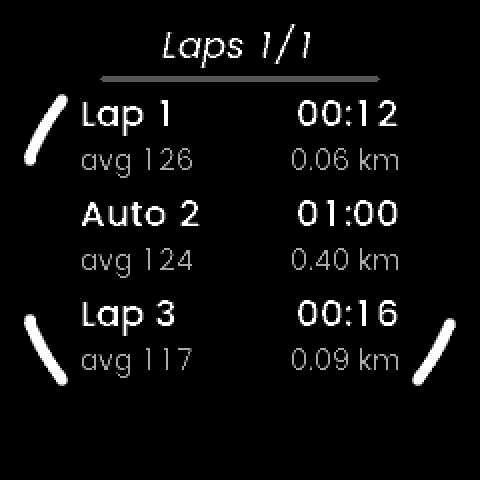 Laps 1/1
Lap 1 00:12
avg 126 0.06 km
Auto 2 01:00
avg 124 0.40 km
Lap 3 00:16
avg 117 0.09 km